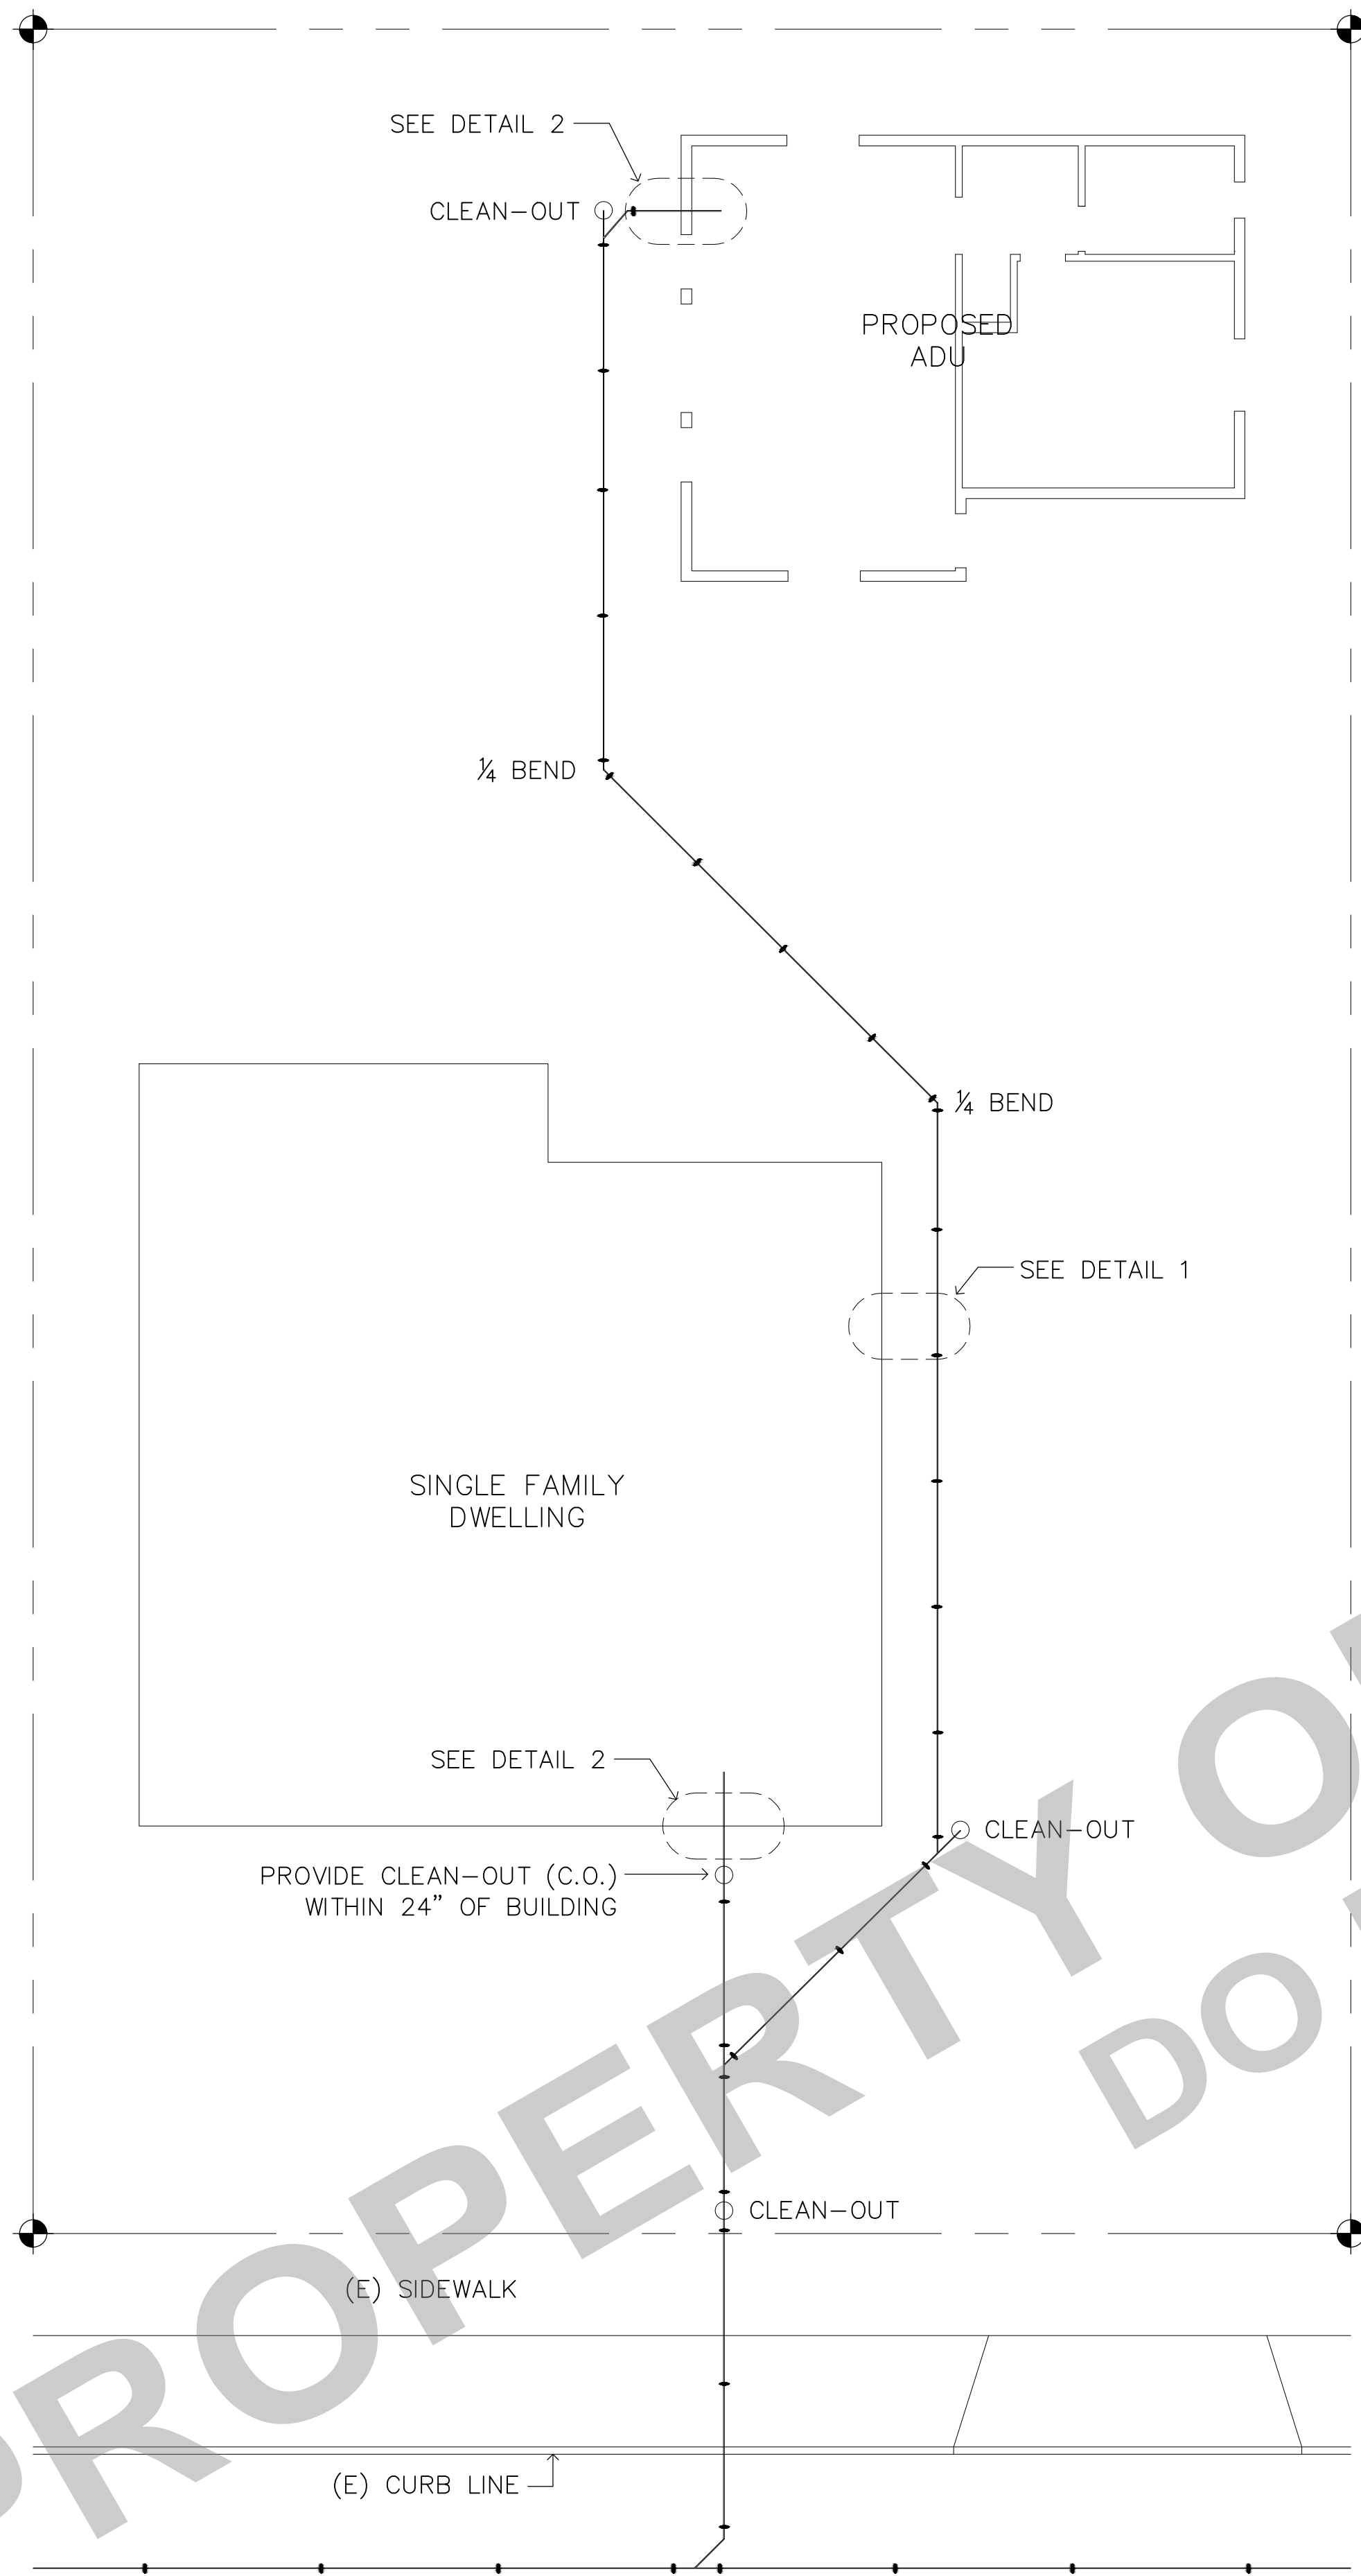 SEE DETAIL 2
CLEAN-OUT
PROPOSED
ADU
¼ BEND
¼ BEND
SEE DETAIL 1
SINGLE FAMILY
DWELLING
SEE DETAIL 2
CLEAN-OUT
PROVIDE CLEAN-OUT (C.O.)
WITHIN 24” OF BUILDING
CLEAN-OUT
(E) SIDEWALK
(E) CURB LINE
PROPERTY
DO